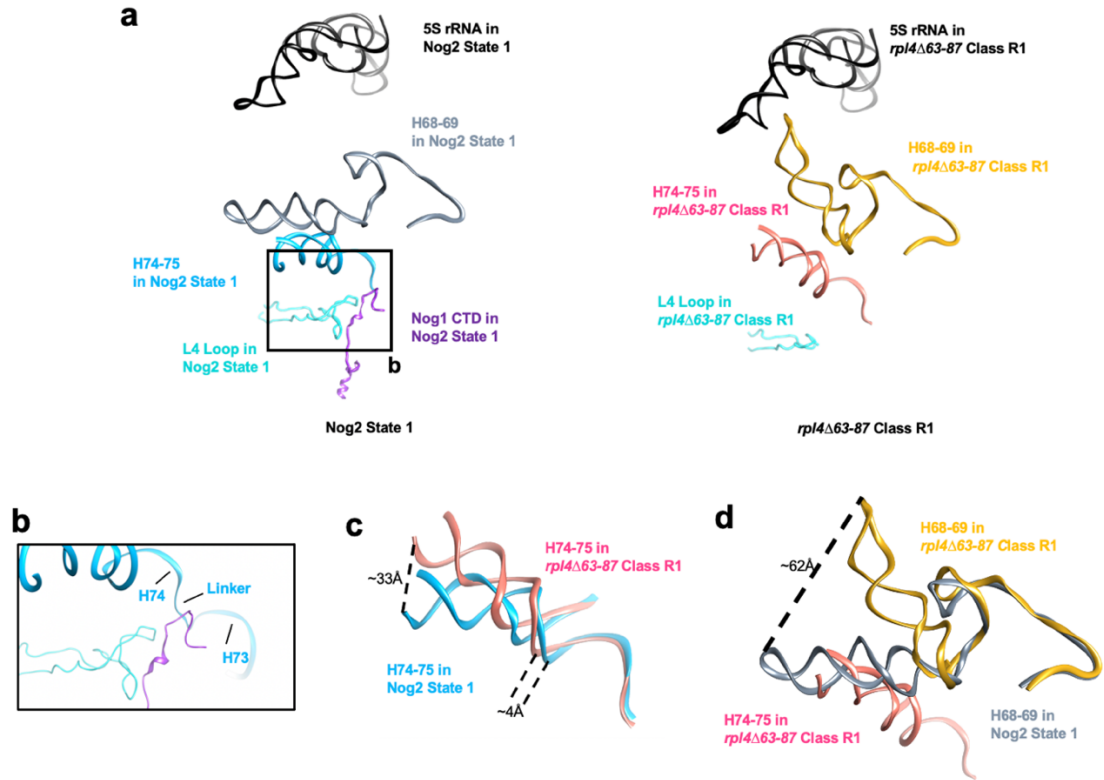 a
5S rRNA in
Nog2 State 1
H68-69
in Nog2 State 1
H74-75
in Nog2 State 1
L4 Loop in
Nog2 State 1
Nog1 CTD in
Nog2 State 1
b
Nog2 State 1
5S rRNA in
rpl4Δ63-87 Class R1
H68-69 in
rpl4Δ63-87 Class R1
H74-75 in
rpl4Δ63-87 Class R1
L4 Loop in
rpl4Δ63-87 Class R1
rpl4Δ63-87 Class R1
b
H74
Linker
H73
c
H74-75 in
rpl4Δ63-87 Class R1
~33Å
H74-75 in
Nog2 State 1
~4Å
d
H68-69 in
rpl4Δ63-87 Class R1
~62Å
H74-75 in
rpl4Δ63-87 Class R1
H68-69 in
Nog2 State 1